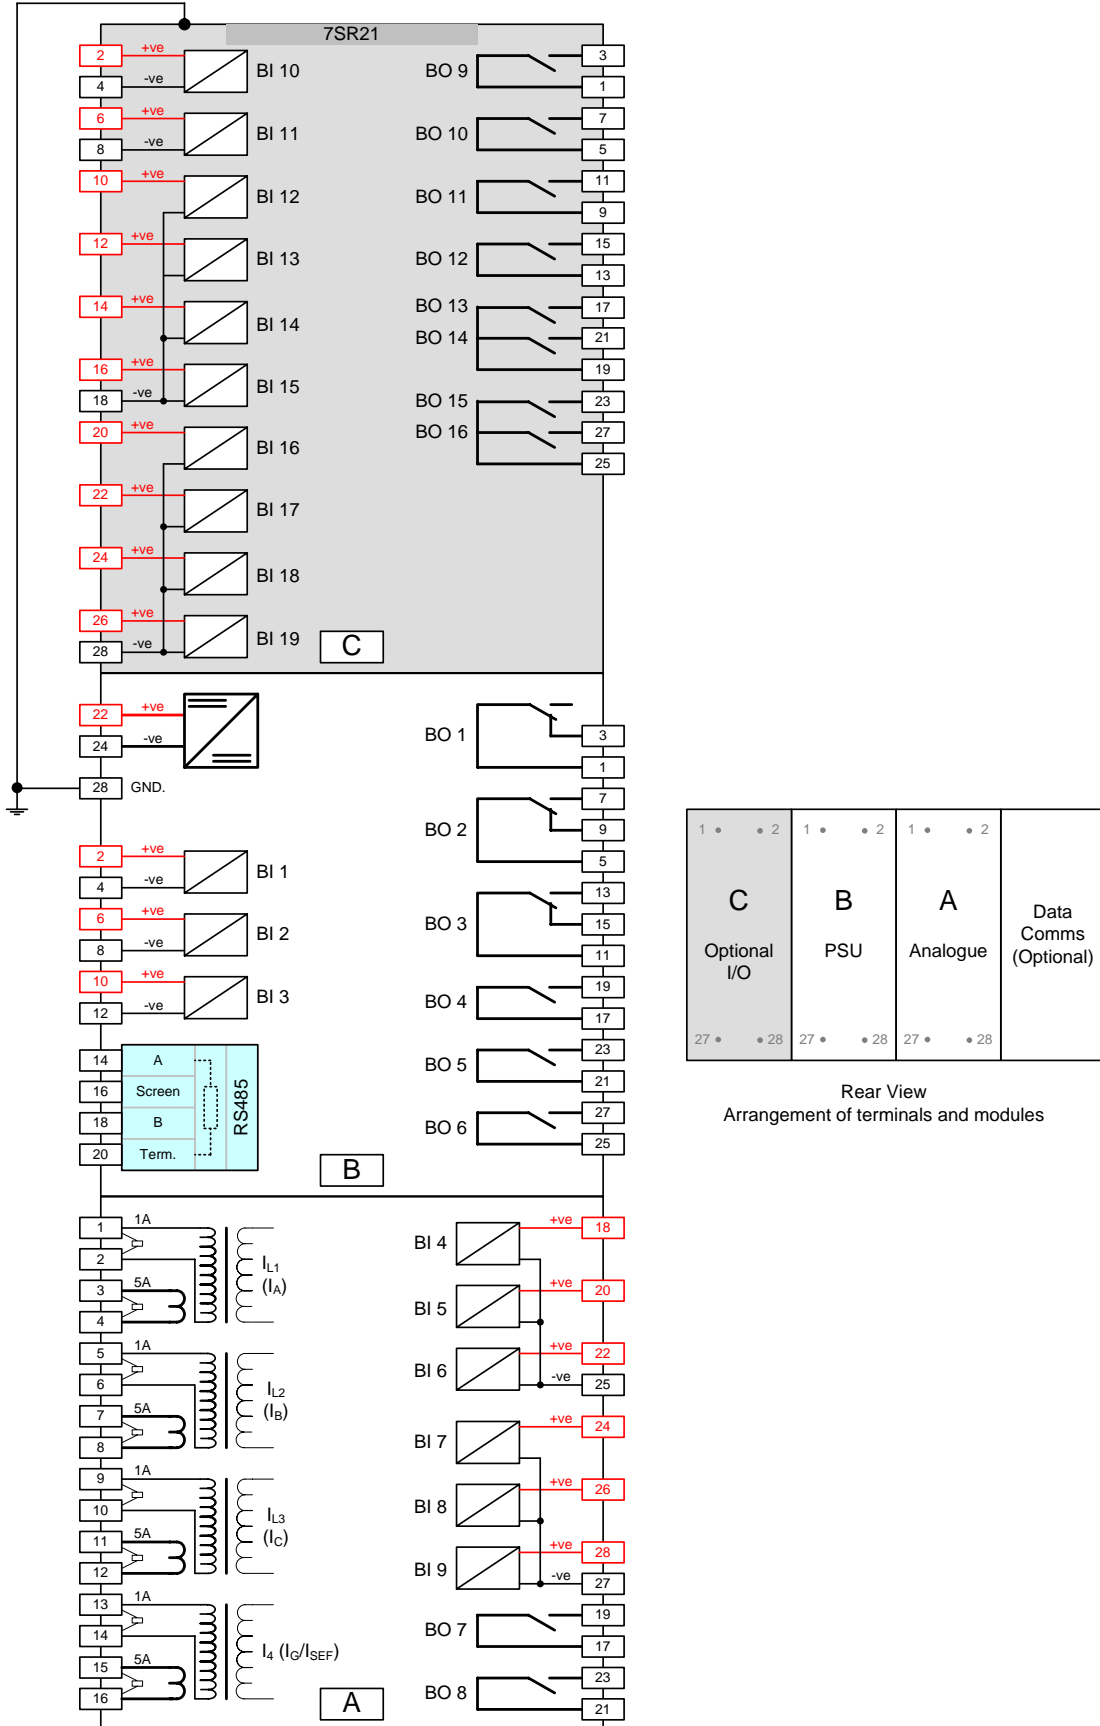 7SR21
2 +ve BI 10 BO 9 3
4 -ve 1
6 +ve BI 11 BO 10 7
8 -ve 5
10 +ve BI 12 BO 11 11
9
12 +ve BI 13 BO 12 15
13
14 +ve BI 14 BO 13 17
BO 14 21
16 +ve BI 15 19
18 -ve BO 15 23
20 +ve BI 16 BO 16 27
25
22 +ve BI 17
24 +ve BI 18
26 +ve BI 19
28 -ve
C
22 +ve BO 1 3
24 -ve 1
28 GND.
BO 2 7
9
5
2 +ve BI 1
4 -ve
6 +ve BI 2 BO 3 13
8 -ve 15
11
10 +ve BI 3 BO 4 19
12 -ve 17
14 A BO 5 23
16 Screen 21
18 B BO 6 27
20 Term. 25
RS485
B
1 1A BI 4 +ve 18
2 IL1
3 5A (IA) BI 5 +ve 20
4
5 1A BI 6 +ve 22
6 IL2 -ve 25
7 5A (IB) BI 7 +ve 24
8
9 1A BI 8 +ve 26
10 IL3
11 5A (IC) BI 9 +ve 28
12 -ve 27
13 1A BO 7 19
14 I4 (IG/ISEF) 17
15 5A BO 8 23
16 21
A
1 2 1 2 1 2
C B A Data
Optional PSU Analogue Comms
I/O (Optional)
27 28 27 28 27 28
Rear View
Arrangement of terminals and modules